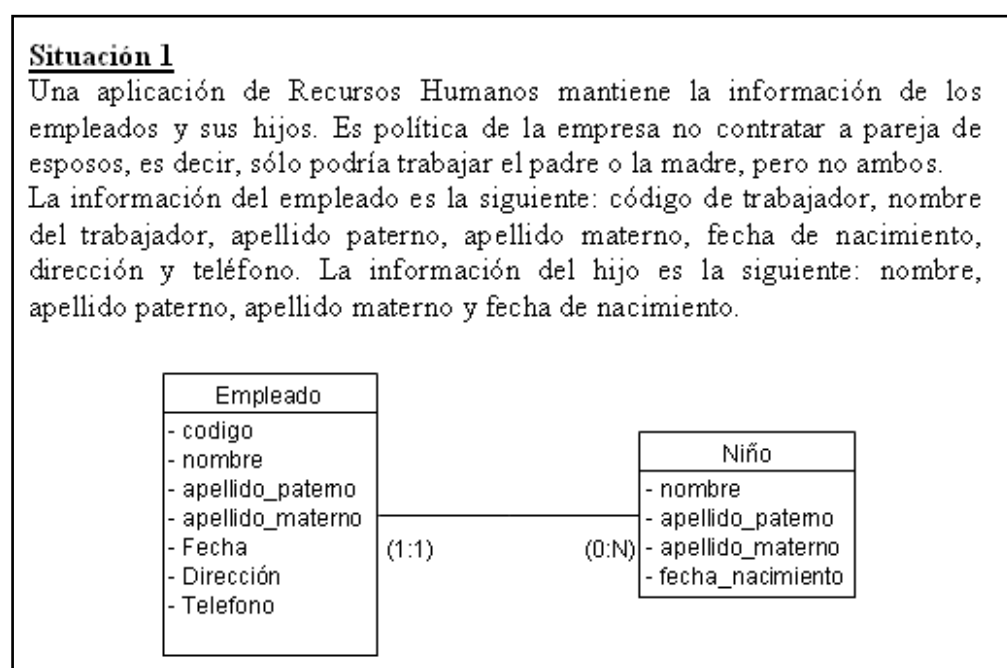 Situación 1
Una aplicación de Recursos Humanos mantiene la información de los
empleados y sus hijos. Es política de la empresa no contratar a pareja de
esposos, es decir, sólo podría trabajar el padre o la madre, pero no ambos.
La información del empleado es la siguiente: código de trabajador, nombre
del trabajador, apellido paterno, apellido materno, fecha de nacimiento,
dirección y teléfono. La información del hijo es la siguiente: nombre,
apellido paterno, apellido materno y fecha de nacimiento.
Empleado
- codigo
- nombre
- apellido_paterno
- apellido_materno
- Fecha
- Dirección
- Telefono
(1:1)
(0:N)
Niño
- nombre
- apellido_paterno
- apellido_materno
- fecha_nacimiento